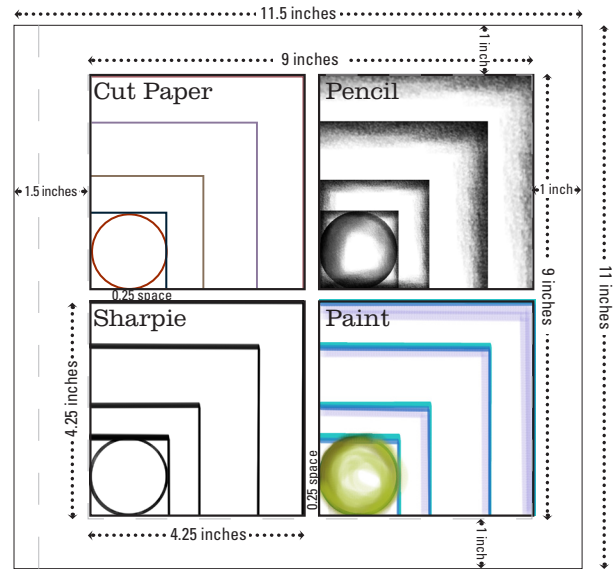 11.5 inches
1 inch
9 inches
Cut Paper
Pencil
1.5 inches
1 inch
9 inches
11 inches
0.25 space
Sharpie
Paint
4.25 inches
0.25 space
4.25 inches
1 inch